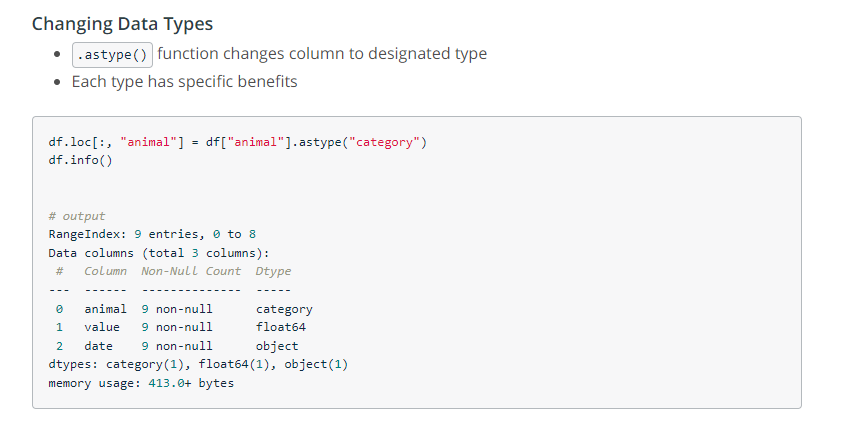 Changing Data Types
• .astype() function changes column to designated type
• Each type has specific benefits
df.loc[:, "animal"] = df["animal"].astype("category")
df.info()
# output
RangeIndex: 9 entries, 0 to 8
Data columns (total 3 columns):
 #   Column  Non-Null Count  Dtype
---  ------  --------------  -----
 0   animal  9 non-null      category
 1   value   9 non-null      float64
 2   date    9 non-null      object
dtypes: category(1), float64(1), object(1)
memory usage: 413.0+ bytes